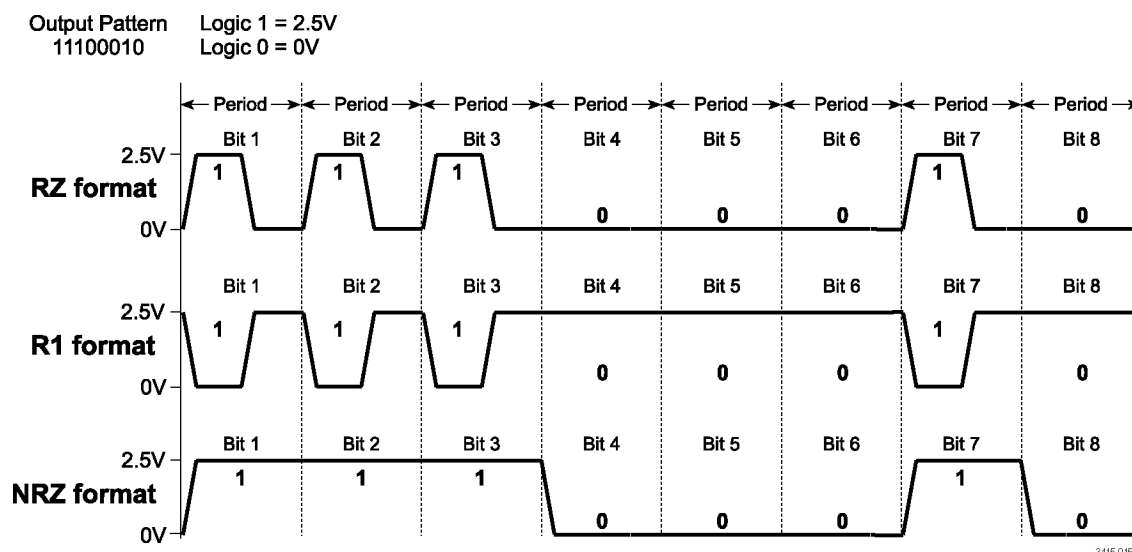 Output Pattern Logic 1 = 2.5V
11100010 Logic 0 = 0V
Period Period Period Period Period Period Period Period
Bit 1 Bit 2 Bit 3 Bit 4 Bit 5 Bit 6 Bit 7 Bit 8
2.5V
1 1 1 1
RZ format
0 0 0 0
0V
Bit 1 Bit 2 Bit 3 Bit 4 Bit 5 Bit 6 Bit 7 Bit 8
2.5V
1 1 1 1
R1 format
0 0 0 0
0V
Bit 1 Bit 2 Bit 3 Bit 4 Bit 5 Bit 6 Bit 7 Bit 8
2.5V
1 1 1 1
NRZ format
0 0 0 0
0V